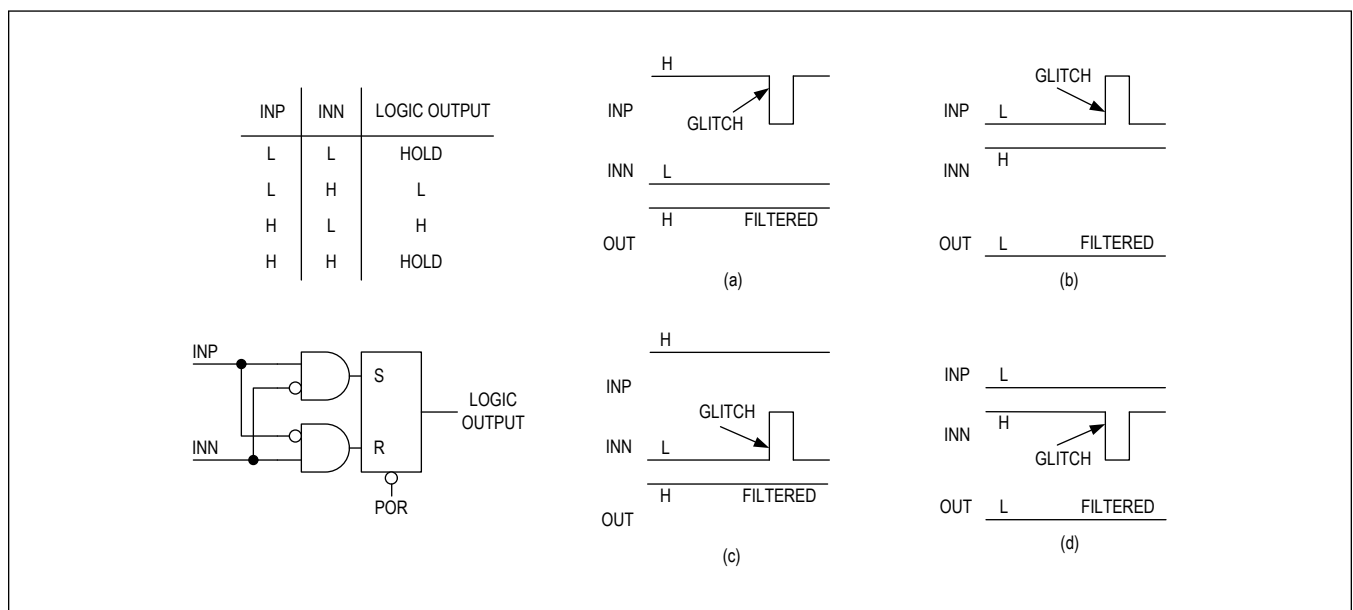 INP INN LOGIC OUTPUT
L L HOLD
L H L
H L H
H H HOLD
INP
INN
S
R
POR
LOGIC
OUTPUT
H
INP
GLITCH
INN L
H FILTERED
OUT
(a)
GLITCH
INP L
H
INN
OUT L FILTERED
(b)
H
INP
GLITCH
INN L
H FILTERED
OUT
(c)
INP L
INN H
GLITCH
OUT L FILTERED
(d)